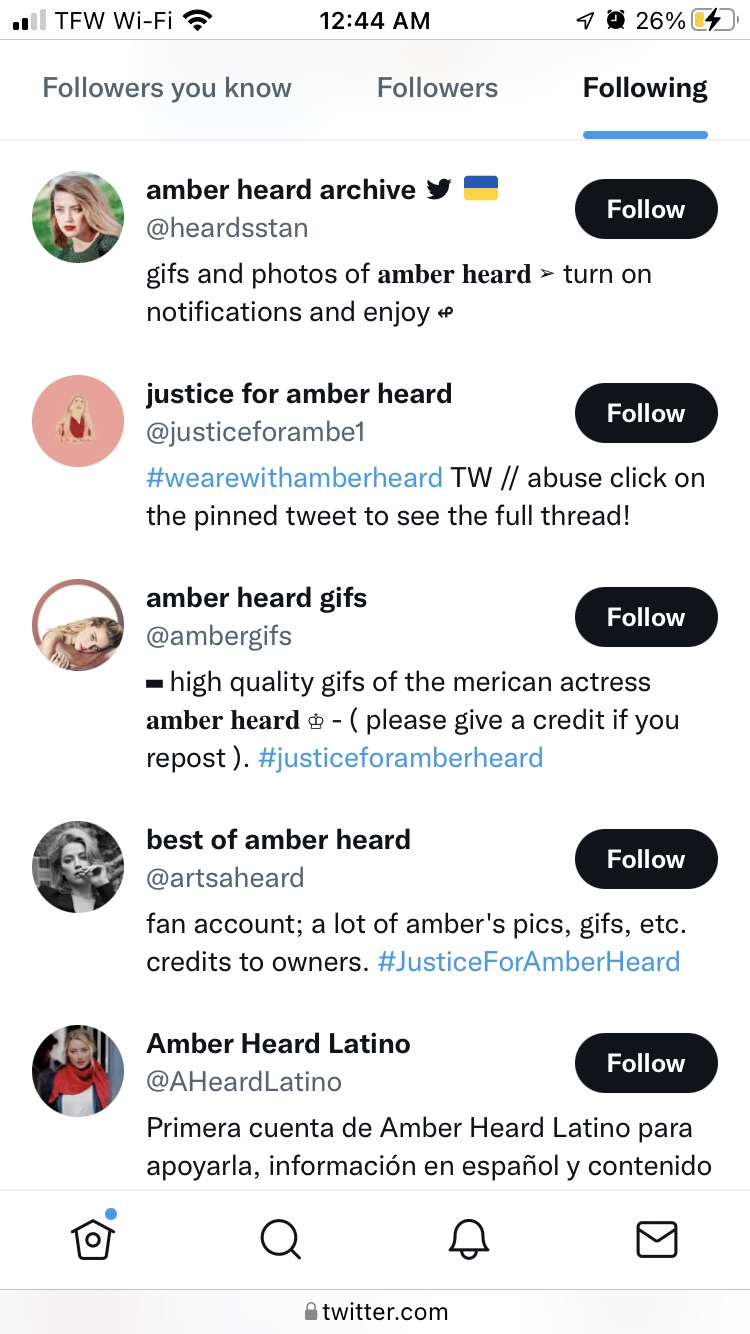 TFW Wi-Fi 12:44 AM 26%
Followers you know Followers Following
amber heard archive 🇺🇦
@heardsstan
Follow
gifs and photos of 𝐚𝐦𝐛𝐞𝐫 𝐡𝐞𝐚𝐫𝐝 ➢ turn on
notifications and enjoy ↫
justice for amber heard
@justiceforambe1
Follow
#wearewithamberheard TW // abuse click on
the pinned tweet to see the full thread!
amber heard gifs
@ambergifs
Follow
▬ high quality gifs of the merican actress
𝐚𝐦𝐛𝐞𝐫 𝐡𝐞𝐚𝐫𝐝 ♔ - ( please give a credit if you
repost ). #justiceforamberheard
best of amber heard
@artsaheard
Follow
fan account; a lot of amber's pics, gifs, etc.
credits to owners. #JusticeForAmberHeard
Amber Heard Latino
@AHeardLatino
Follow
Primera cuenta de Amber Heard Latino para
apoyarla, información en español y contenido
twitter.com